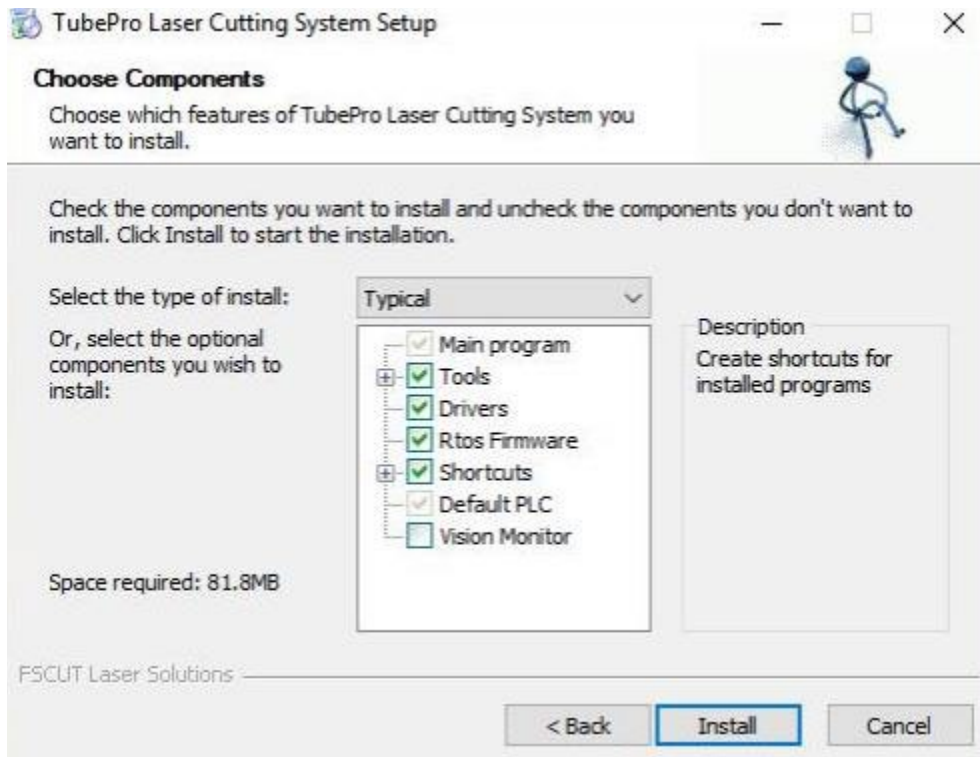 TubePro Laser Cutting System Setup
Choose Components
Choose which features of TubePro Laser Cutting System you
want to install.
Check the components you want to install and uncheck the components you don't want to
install. Click Install to start the installation.
Select the type of install:
Typical
Or, select the optional
components you wish to
install:
Main program
Tools
Drivers
Rtos Firmware
Shortcuts
Default PLC
Vision Monitor
Description
Create shortcuts for
installed programs
Space required: 81.8MB
FSCUT Laser Solutions
< Back
Install
Cancel